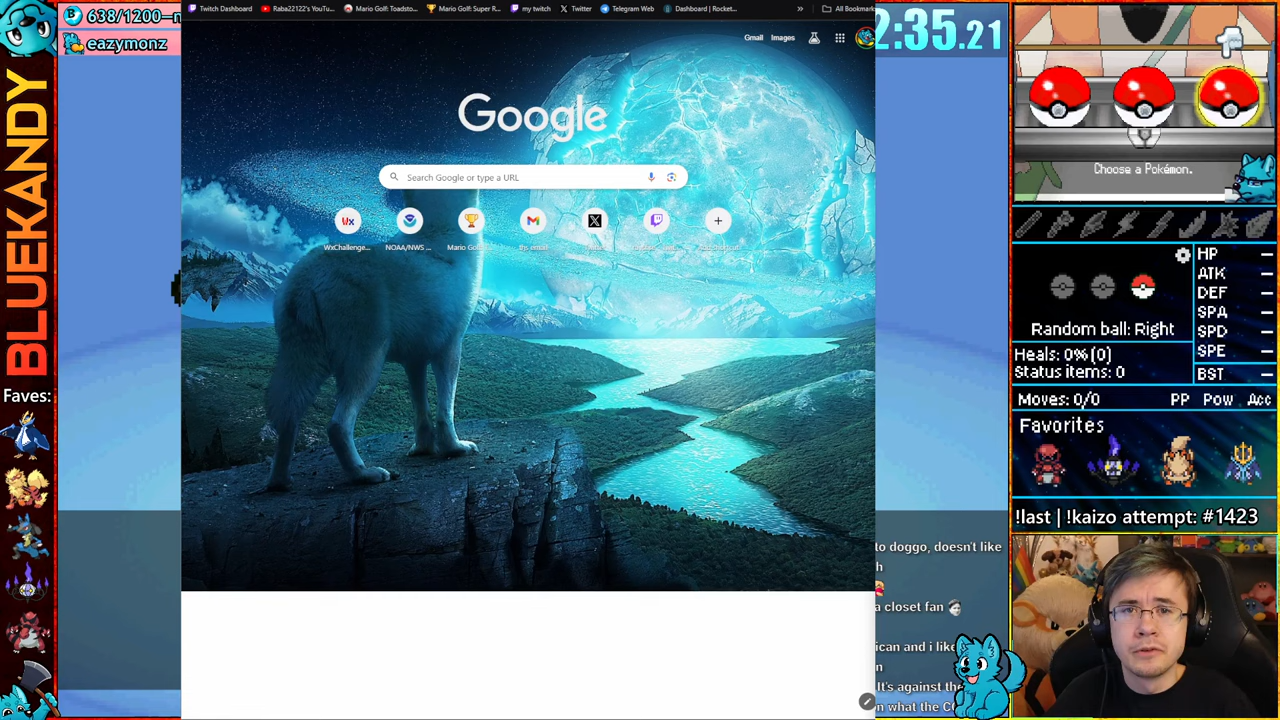 638/1200
eazymonz
BLUEKANDY
Faves:
Twitch Dashboard
Raba22122's YouTu...
Mario Golf: Toadsto...
Mario Golf: Super R...
my twitch
Twitter
Telegram Web
Dashboard | Rocket...
»
All Bookmarks
Gmail
Images
Google
Search Google or type a URL
Wx
WxChallenge...
NOAA/NWS ...
Mario Gol
+
2:35.21
to doggo, doesn't like
h
a closet fan
ican and i like
n
It's against the
n what the
Choose a Pokémon.
Random ball: Right
Heals: 0% (0)
Status items: 0
HP —
ATK —
DEF —
SPA —
SPD —
SPE —
BST —
Moves: 0/0 PP Pow Acc
Favorites
!last | !kaizo attempt: #1423